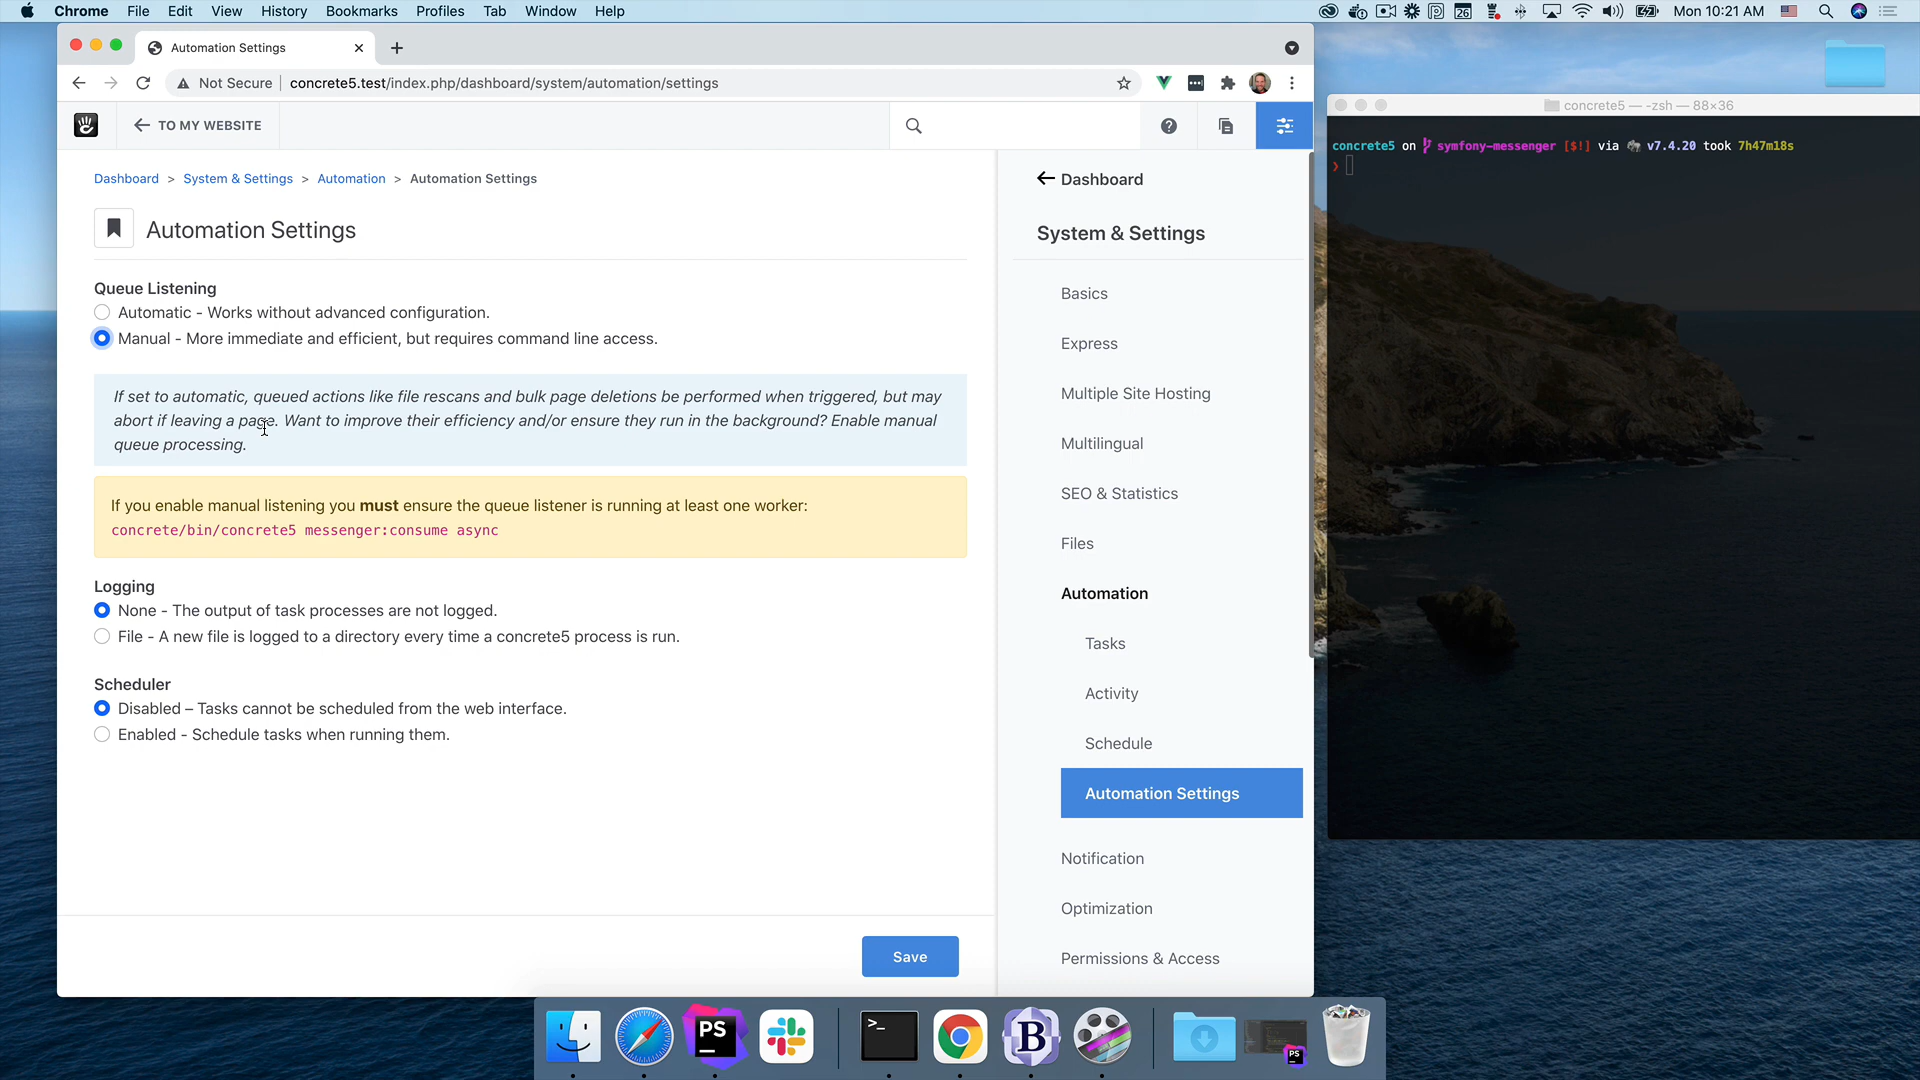 Chrome File Edit View History Bookmarks Profiles Tab Window Help
26 Mon 10:21 AM
Automation Settings
Not Secure concrete5.test/index.php/dashboard/system/automation/settings
concrete5 — -zsh — 88×36
TO MY WEBSITE
concrete5 on symfony-messenger [$!] via v7.4.20 took 7h47m18s
Dashboard > System & Settings > Automation > Automation Settings
Automation Settings
Queue Listening
Automatic - Works without advanced configuration.
Manual - More immediate and efficient, but requires command line access.
If set to automatic, queued actions like file rescans and bulk page deletions be performed when triggered, but may
abort if leaving a page. Want to improve their efficiency and/or ensure they run in the background? Enable manual
queue processing.
If you enable manual listening you must ensure the queue listener is running at least one worker:
concrete/bin/concrete5 messenger:consume async
Logging
None - The output of task processes are not logged.
File - A new file is logged to a directory every time a concrete5 process is run.
Scheduler
Disabled – Tasks cannot be scheduled from the web interface.
Enabled - Schedule tasks when running them.
Save
Dashboard
System & Settings
Basics
Express
Multiple Site Hosting
Multilingual
SEO & Statistics
Files
Automation
Tasks
Activity
Schedule
Automation Settings
Notification
Optimization
Permissions & Access
PS
B
PS